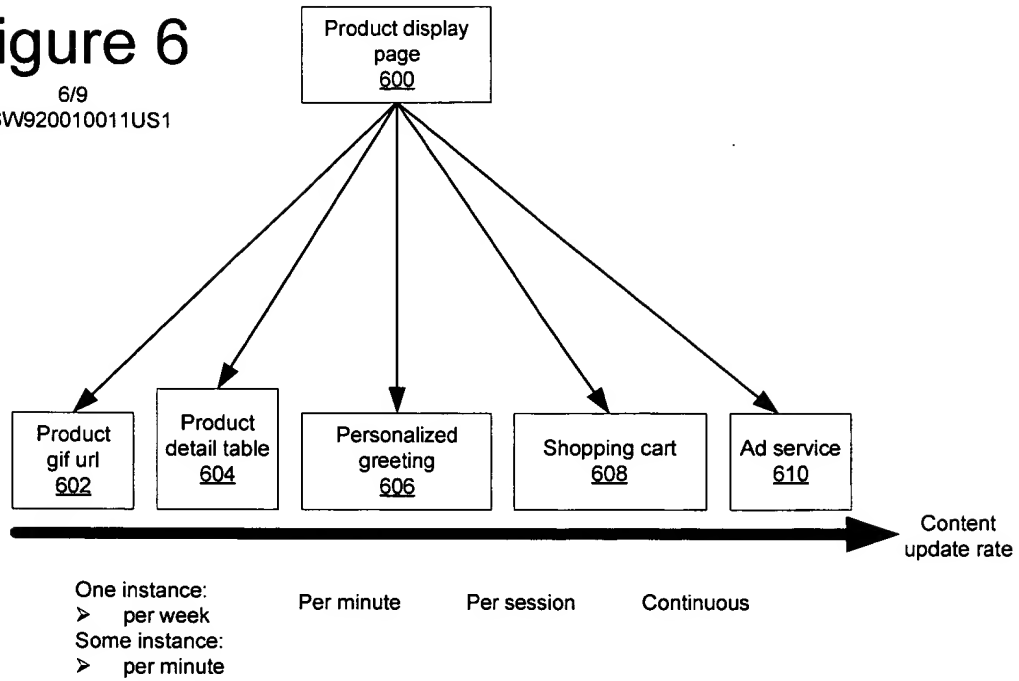 igure 6
6/9
SW920010011US1
Product display
page
600
Product
gif url
602
Product
detail table
604
Personalized
greeting
606
Shopping cart
608
Ad service
610
Content
update rate
One instance:
➢ per week
Some instance:
➢ per minute
Per minute
Per session
Continuous